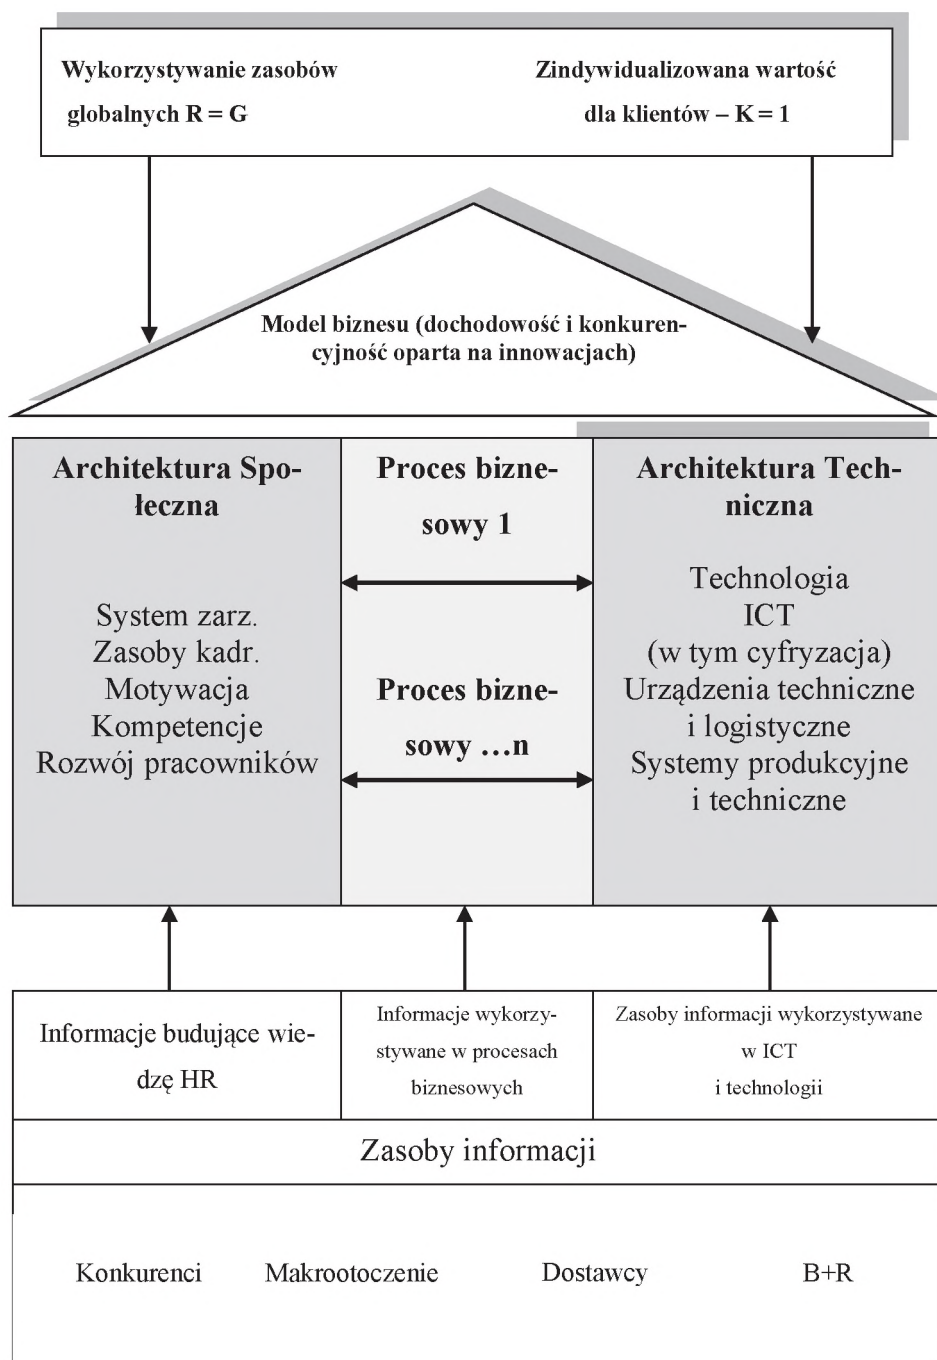 Wykorzystywanie zasobów
globalnych R = G
Zindywidualizowana wartość
dla klientów – K = 1
Model biznesu (dochodowość i konkuren-
cyjność oparta na innowacjach)
Architektura Spo-
łeczna
System zarz.
Zasoby kadr.
Motywacja
Kompetencje
Rozwój pracowników
Proces bizne-
sowy 1
Proces bizne-
sowy …n
Architektura Tech-
niczna
Technologia
ICT
(w tym cyfryzacja)
Urządzenia techniczne
i logistyczne
Systemy produkcyjne
i techniczne
Informacje budujące wie-
dzę HR
Informacje wykorzy-
stywane w procesach
biznesowych
Zasoby informacji wykorzystywane
w ICT
i technologii
Zasoby informacji
Konkurenci Makrootoczenie Dostawcy B+R